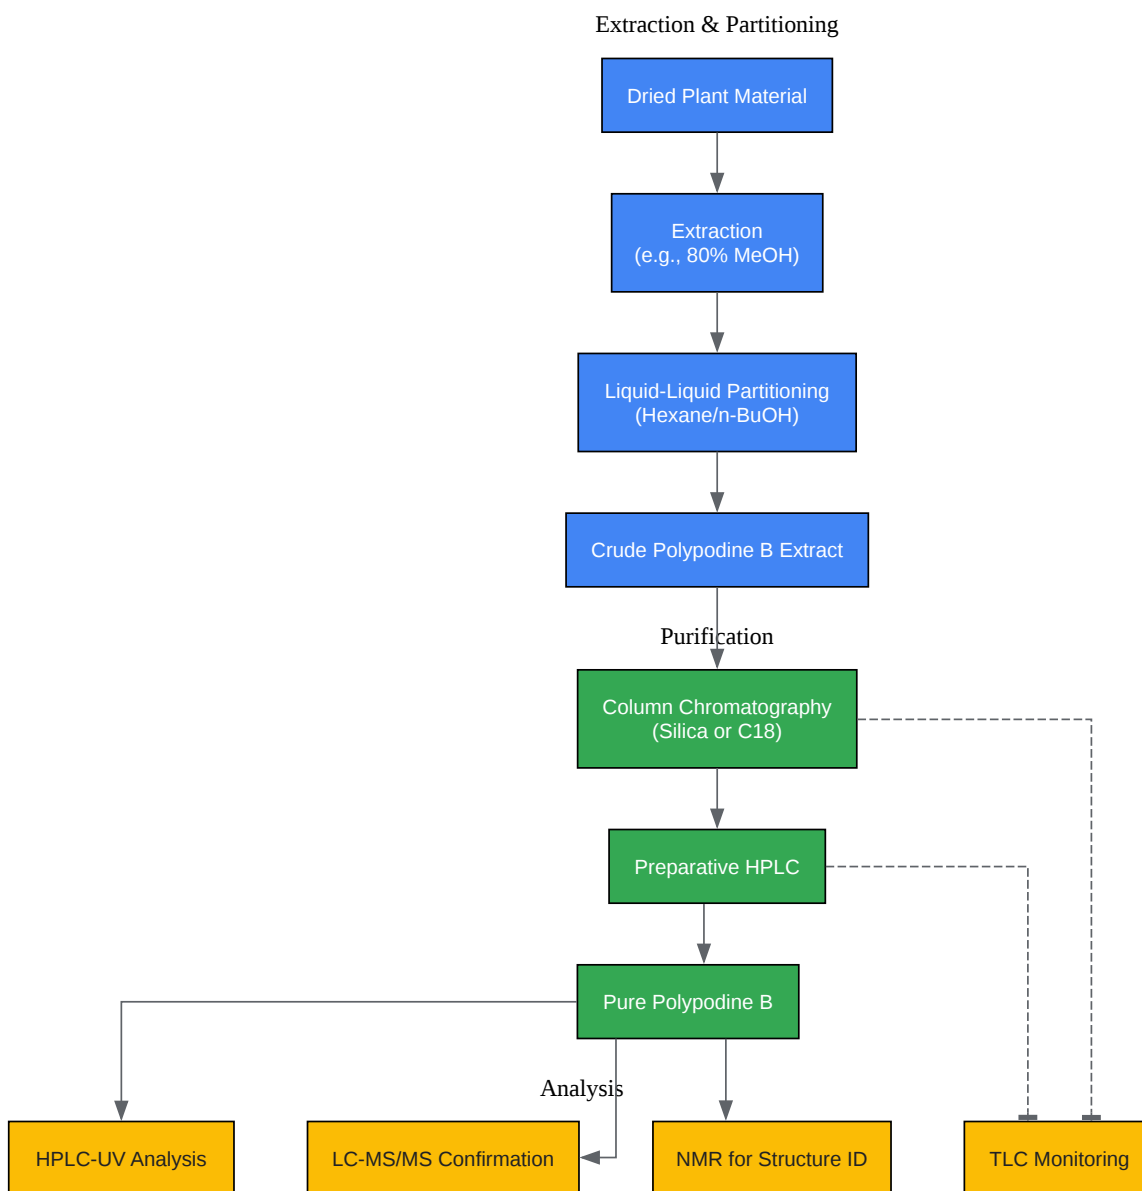 Extraction & Partitioning
Dried Plant Material
Extraction
(e.g., 80% MeOH)
Liquid-Liquid Partitioning
(Hexane/n-BuOH)
Crude Polypodine B Extract
Purification
Column Chromatography
(Silica or C18)
Preparative HPLC
Pure Polypodine B
Analysis
HPLC-UV Analysis
LC-MS/MS Confirmation
NMR for Structure ID
TLC Monitoring